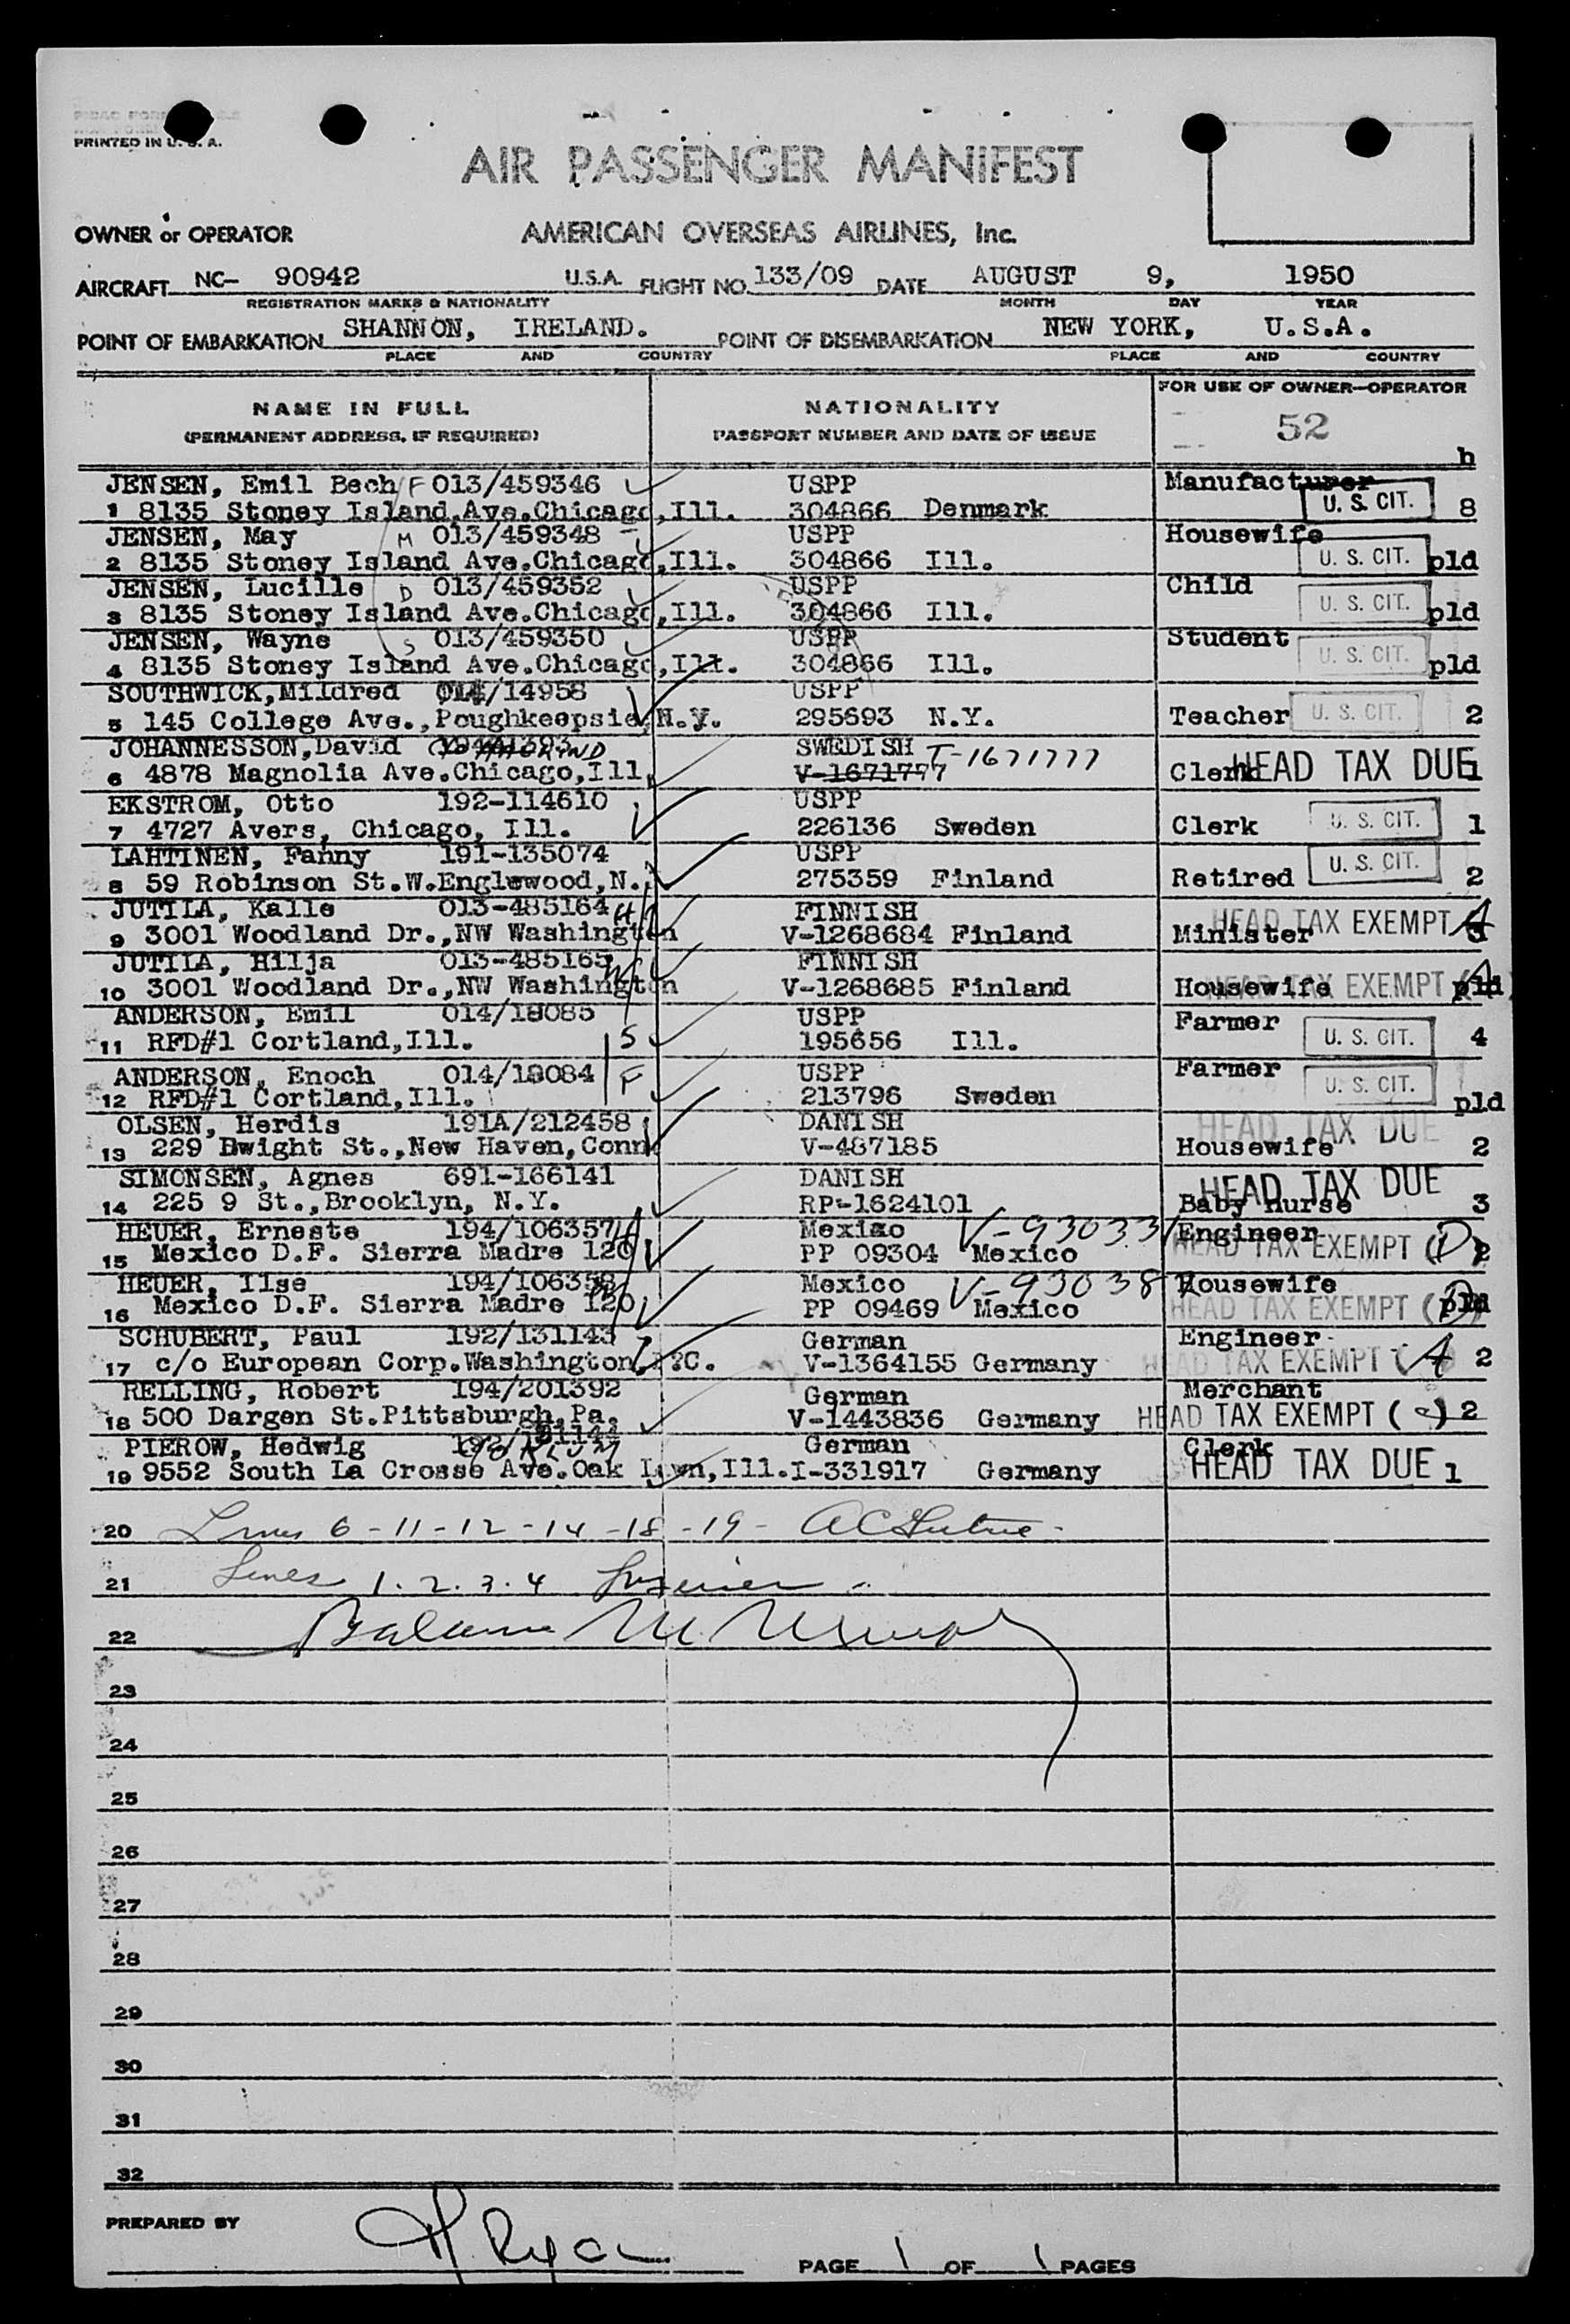 PRINTED IN U. S. A.
AIR PASSENGER MANIFEST
OWNER or OPERATOR AMERICAN OVERSEAS AIRLINES, Inc.
AIRCRAFT NC- 90942 U.S.A. FLIGHT NO. 133/09 DATE AUGUST 9, 1950
REGISTRATION MARKS & NATIONALITY MONTH DAY YEAR
POINT OF EMBARKATION SHANNON, IRELAND. POINT OF DISEMBARKATION NEW YORK, U.S.A.
PLACE AND COUNTRY PLACE AND COUNTRY
NAME IN FULL NATIONALITY FOR USE OF OWNER-OPERATOR
(PERMANENT ADDRESS, IF REQUIRED) PASSPORT NUMBER AND DATE OF ISSUE 52
h
JENSEN, Emil Bech F 013/459346 USPP Manufacturer
1 8135 Stoney Island.Ave.Chicago,Ill. 304866 Denmark U. S. CIT. 8
JENSEN, May M 013/459348 USPP Housewife
2 8135 Stoney Island Ave.Chicago,Ill. 304866 Ill. U. S. CIT. pld
JENSEN, Lucille D 013/459352 USPP Child
3 8135 Stoney Island Ave.Chicago,Ill. 304866 Ill. U. S. CIT. pld
JENSEN, Wayne S 013/459350 USPP Student
4 8135 Stoney Island Ave.Chicago,Ill. 304866 Ill. U. S. CIT. pld
SOUTHWICK,Mildred 014/14958 USPP
5 145 College Ave.,Poughkeepsie,N.Y. 295693 N.Y. Teacher U. S. CIT. 2
JOHANNESSON,David SWEDISH T-1671777
6 4878 Magnolia Ave.Chicago,Ill. V-1671777 Clerk HEAD TAX DUE 1
EKSTROM, Otto 192-114610 USPP
7 4727 Avers, Chicago, Ill. 226136 Sweden Clerk U. S. CIT. 1
LAHTINEN, Fanny 191-135074 USPP
8 59 Robinson St.W.Englewood,N. 275359 Finland Retired U. S. CIT. 2
JUTILA, Kalle 013-485164 H FINNISH HEAD TAX EXEMPT A
9 3001 Woodland Dr.,NW Washington V-1268684 Finland Minister 3
JUTILA, Hilja 013-485165 W FINNISH
10 3001 Woodland Dr.,NW Washington V-1268685 Finland Housewife HEAD TAX EXEMPT (A) pld
ANDERSON, Emil 014/18085 USPP Farmer
11 RFD#1 Cortland,Ill. S 195656 Ill. U. S. CIT. 4
ANDERSON, Enoch 014/18084 F USPP Farmer
12 RFD#1 Cortland,Ill. 213796 Sweden U. S. CIT. pld
OLSEN, Herdis 191A/212458 DANISH HEAD TAX DUE
13 229 Dwight St.,New Haven,Conn V-487185 Housewife 2
SIMONSEN, Agnes 691-166141 DANISH HEAD TAX DUE
14 225 9 St.,Brooklyn, N.Y. RP-1624101 Baby nurse 3
HEUER, Erneste 194/106357 H Mexico V-93033 Engineer
15 Mexico D.F. Sierra Madre 120 PP 09304 Mexico HEAD TAX EXEMPT (D) 2
HEUER, Ilse 194/106358 W Mexico V-93038 Housewife
16 Mexico D.F. Sierra Madre 120 PP 09469 Mexico HEAD TAX EXEMPT (D) pld
SCHUBERT, Paul 192/131143 German Engineer
17 c/o European Corp.Washington,D.C. V-1364155 Germany HEAD TAX EXEMPT (A 2
RELLING, Robert 194/201392 German Merchant
18 500 Dargen St.Pittsburgh,Pa. V-1443836 Germany HEAD TAX EXEMPT ( ) 2
PIEROW, Hedwig German Clerk
19 9552 South La Crosse Ave.Oak Lawn,Ill. I-331917 Germany HEAD TAX DUE 1
20 Lines 6-11-12-14-18-19-
21 Lines 1.2.3.4
22 Balance
23
24
25
26
27
28
29
30
31
32
PREPARED BY H. Ryan
PAGE 1 OF 1 PAGES